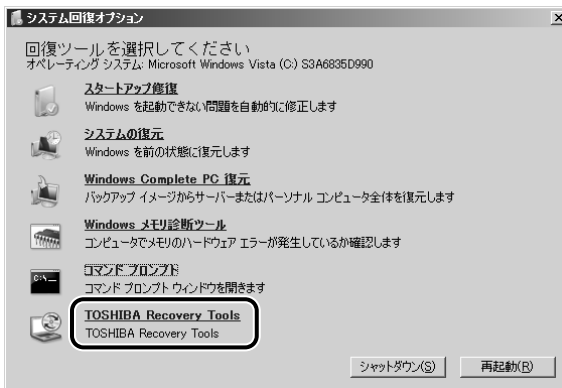 システム回復オプション
回復ツールを選択してください
オペレーティング システム: Microsoft Windows Vista (C:) S3A6835D990
スタートアップ修復
Windows を起動できない問題を自動的に修正します
システムの復元
Windows を前の状態に復元します
Windows Complete PC 復元
バックアップ イメージからサーバーまたはパーソナル コンピュータ全体を復元します
Windows メモリ診断ツール
コンピュータでメモリのハードウェア エラーが発生しているか確認します
コマンド プロンプト
コマンド プロンプト ウィンドウを開きます
TOSHIBA Recovery Tools
TOSHIBA Recovery Tools
シャットダウン(S) 再起動(R)